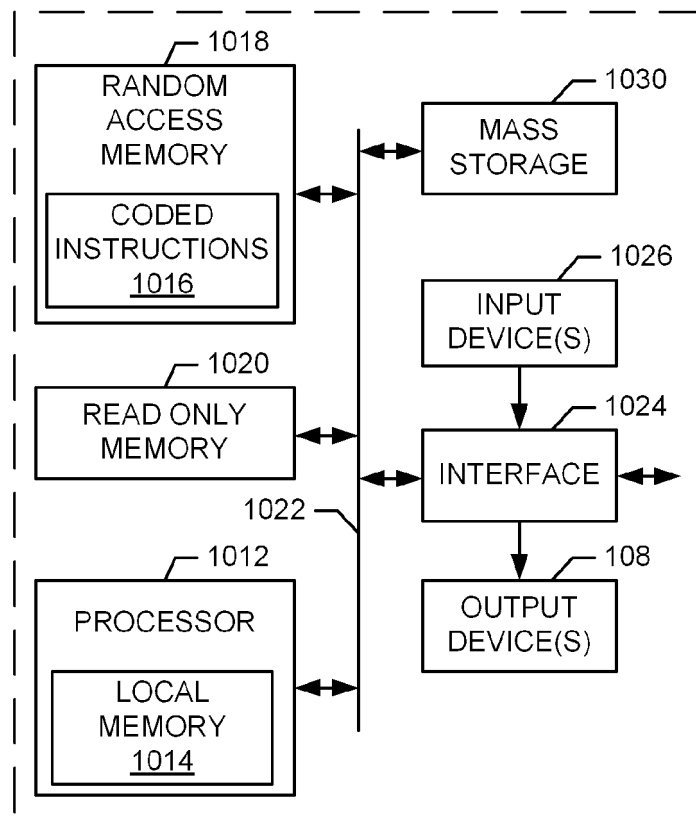 1018
RANDOM
ACCESS
MEMORY
CODED
INSTRUCTIONS
1016
1030
MASS
STORAGE
1026
INPUT
DEVICE(S)
1020
READ ONLY
MEMORY
1024
INTERFACE
1022
1012
PROCESSOR
LOCAL
MEMORY
1014
108
OUTPUT
DEVICE(S)